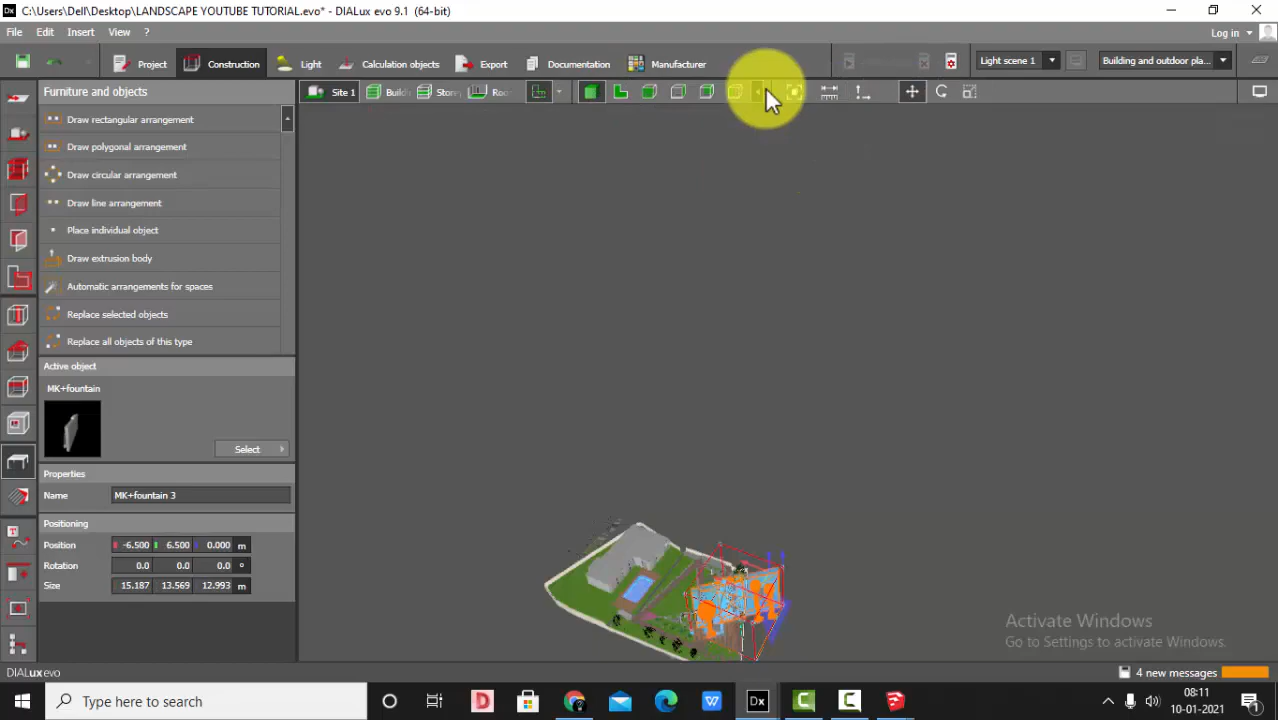 C:\Users\Dell\Desktop\LANDSCAPE YOUTUBE TUTORIAL.evo* - DIALux evo 9.1 (64-bit)
File Edit Insert View ?
Log in
Project Construction Light Calculation objects Export Documentation Manufacturer
Light scene 1
Building and outdoor pla...
Furniture and objects
Site 1
Draw rectangular arrangement
Draw polygonal arrangement
Draw circular arrangement
Draw line arrangement
Place individual object
Draw extrusion body
Automatic arrangements for spaces
Replace selected objects
Replace all objects of this type
Active object
MK+fountain
Select
Properties
Name MK+fountain 3
Positioning
Position -6.500 6.500 0.000 m
Rotation 0.0 0.0 0.0 °
Size 15.187 13.569 12.993 m
Activate Windows
Go to Settings to activate Windows.
DIALux evo
4 new messages
Type here to search
08:11
10-01-2021
1